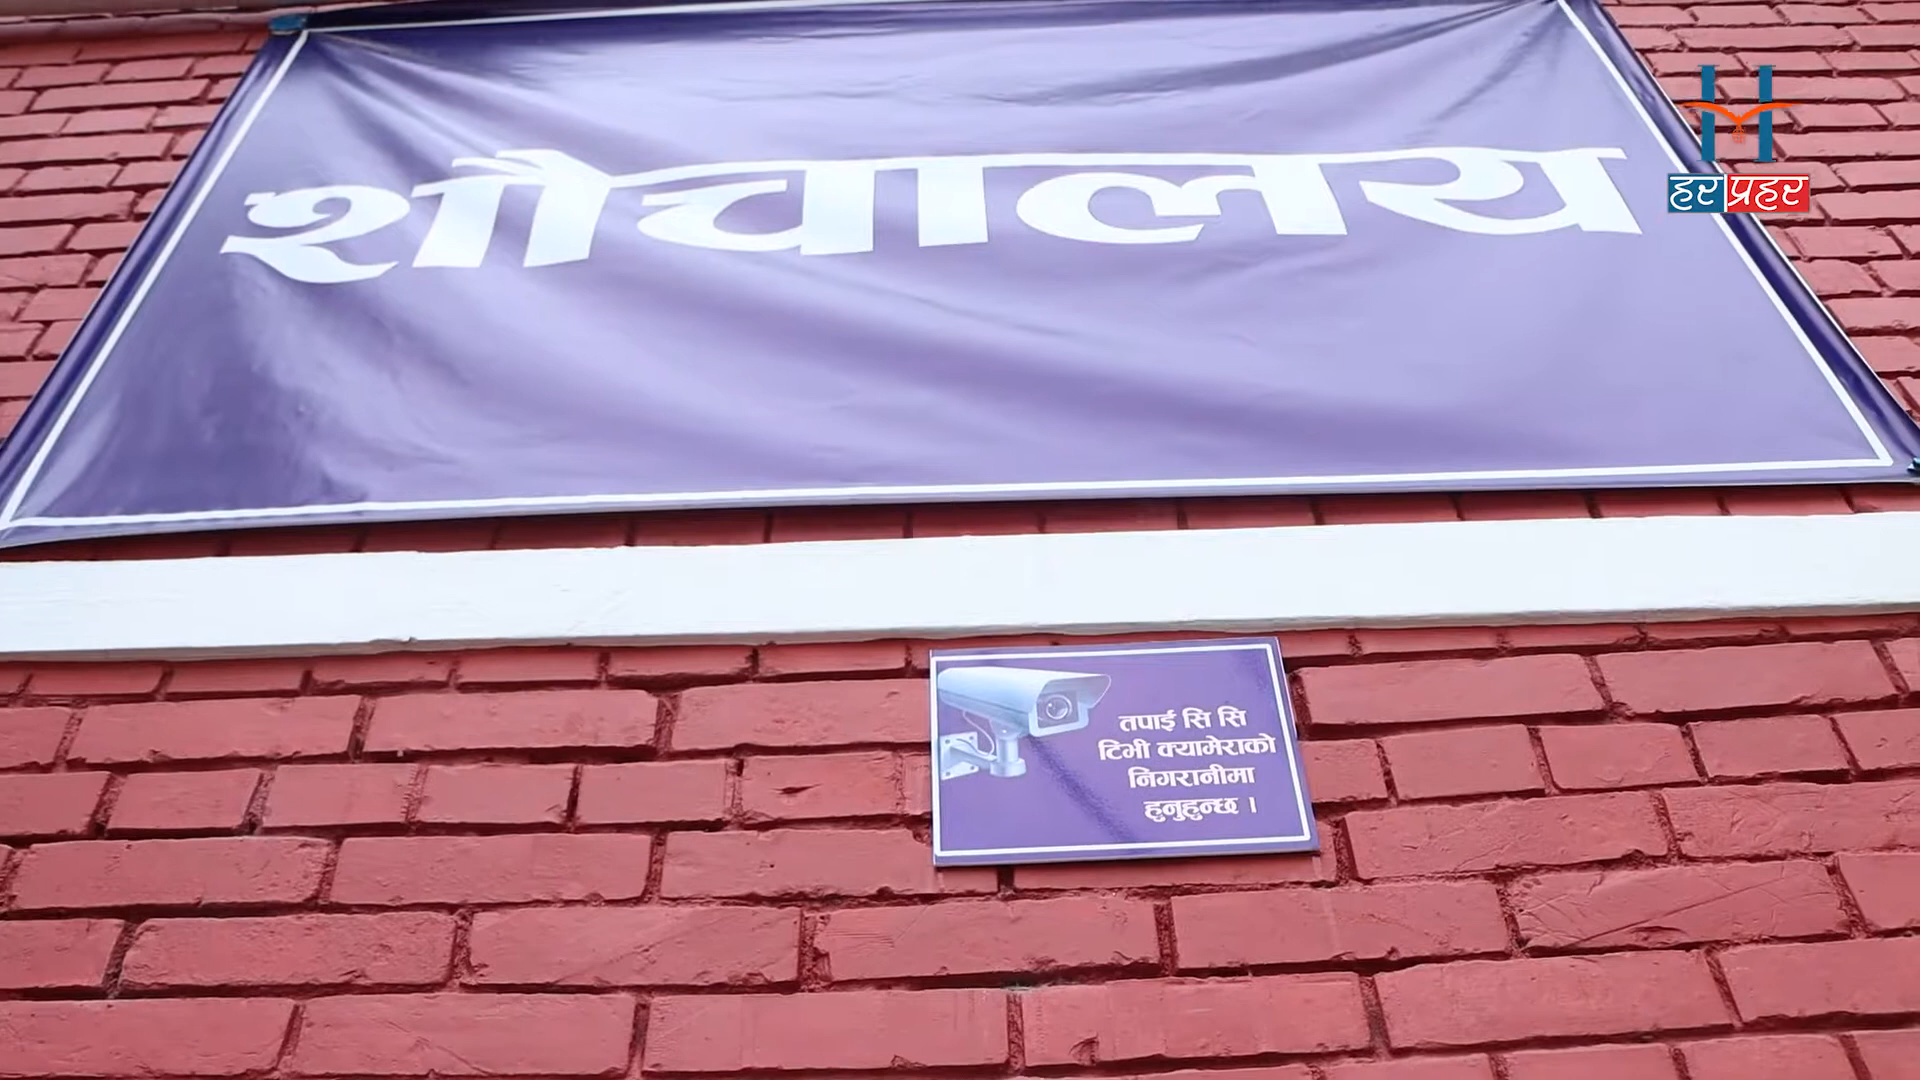 शौचालय
हर प्रहर
तपाई सि सि
टिभी क्यामेराको
निगरानीमा
हुनुहुन्छ ।